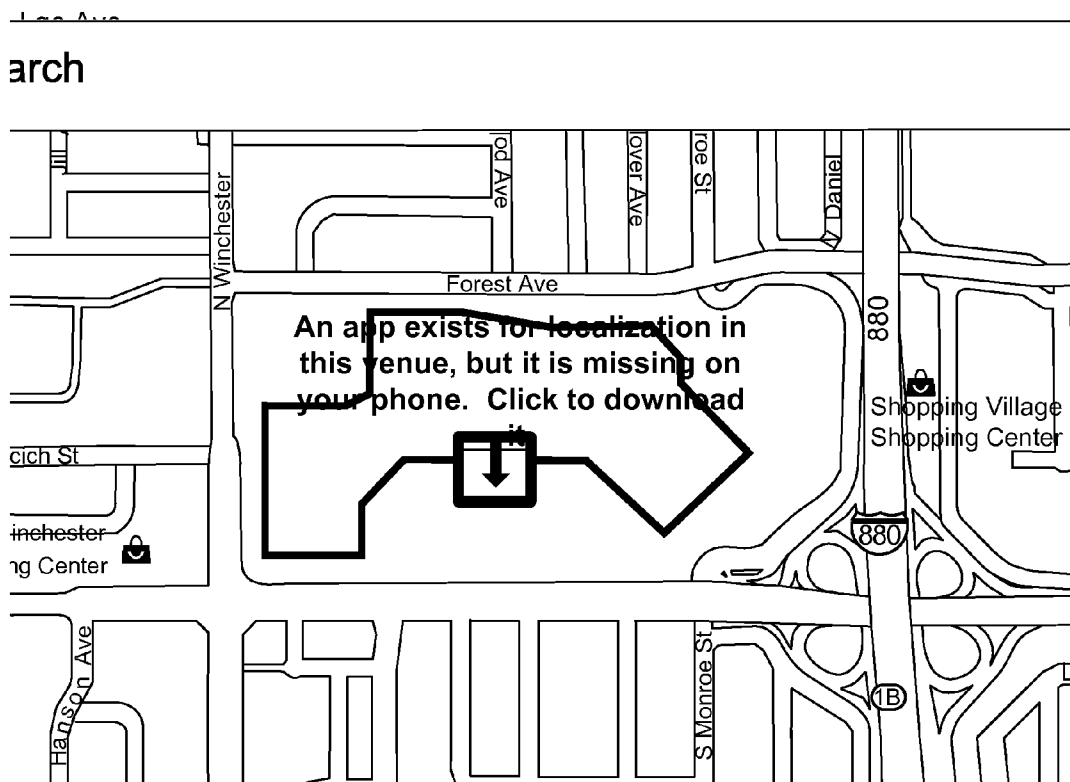 arch
N Winchester
Forest Ave
od Ave
over Ave
roe St
N Daniel
880
An app exists for localization in
this venue, but it is missing on
your phone. Click to download
it.
Shopping Village
Shopping Center
cich St
inchester
ng Center
880
Hanson Ave
S Monroe St
1B